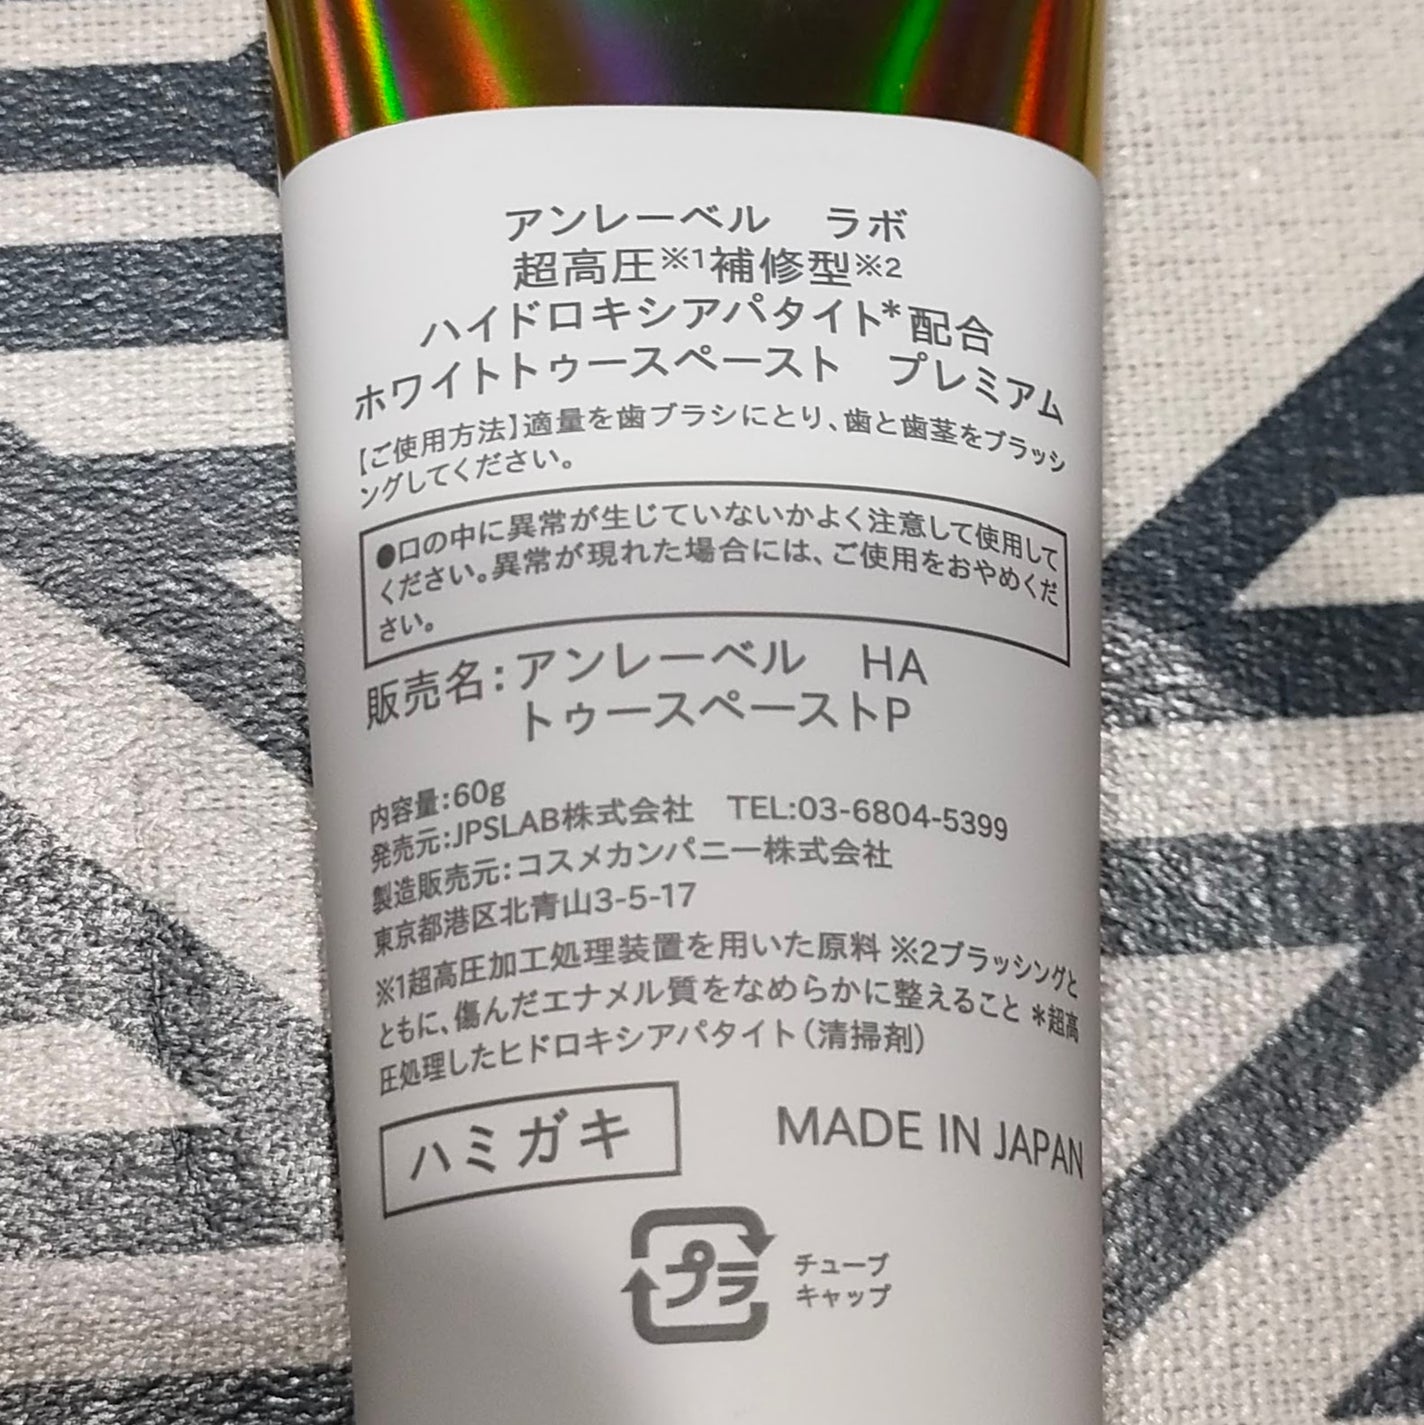 アンレーベル　ラボ
超高圧※1補修型※2
ハイドロキシアパタイト*配合
ホワイトトゥースペースト　プレミアム
【ご使用方法】適量を歯ブラシにとり、歯と歯茎をブラッシ
ングしてください。
●口の中に異常が生じていないかよく注意して使用して
ください。異常が現れた場合には、ご使用をおやめくだ
さい。
販売名：アンレーベル　HA
トゥースペーストP
内容量：60g
発売元：JPSLAB株式会社　TEL:03-6804-5399
製造販売元：コスメカンパニー株式会社
東京都港区北青山3-5-17
※1超高圧加工処理装置を用いた原料 ※2ブラッシングと
ともに、傷んだエナメル質をなめらかに整えること *超高
圧処理したヒドロキシアパタイト（清掃剤）
ハミガキ　MADE IN JAPAN
プラ
チューブ
キャップ